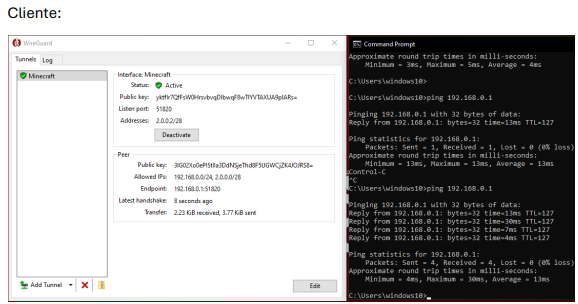 Cliente:
WireGuard
Tunnels Log
Minecraft
Interface: Minecraft
Status: Active
Public key:
Listen port: 51820
Addresses: 2.0.0.2/28
Deactivate
Peer
Public key:
Allowed IPs: 192.168.0.0/24, 2.0.0.0/28
Endpoint: 192.168.0.1:51820
Latest handshake: 8 seconds ago
Transfer: 2.23 KiB received, 3.77 KiB sent
Add Tunnel
Edit
Command Prompt
Approximate round trip times in milli-seconds:
Minimum = 3ms, Maximum = 5ms, Average = 4ms
C:\Users\windows10>
C:\Users\windows10>ping 192.168.0.1
Pinging 192.168.0.1 with 32 bytes of data:
Reply from 192.168.0.1: bytes=32 time=13ms TTL=127
Ping statistics for 192.168.0.1:
Packets: Sent = 1, Received = 1, Lost = 0 (0% loss)
Approximate round trip times in milli-seconds:
Minimum = 13ms, Maximum = 13ms, Average = 13ms
Control-C
^C
C:\Users\windows10>ping 192.168.0.1
Pinging 192.168.0.1 with 32 bytes of data:
Reply from 192.168.0.1: bytes=32 time=13ms TTL=127
Reply from 192.168.0.1: bytes=32 time=30ms TTL=127
Reply from 192.168.0.1: bytes=32 time=7ms TTL=127
Reply from 192.168.0.1: bytes=32 time=4ms TTL=127
Ping statistics for 192.168.0.1:
Packets: Sent = 4, Received = 4, Lost = 0 (0% loss)
Approximate round trip times in milli-seconds:
Minimum = 4ms, Maximum = 30ms, Average = 13ms
C:\Users\windows10>